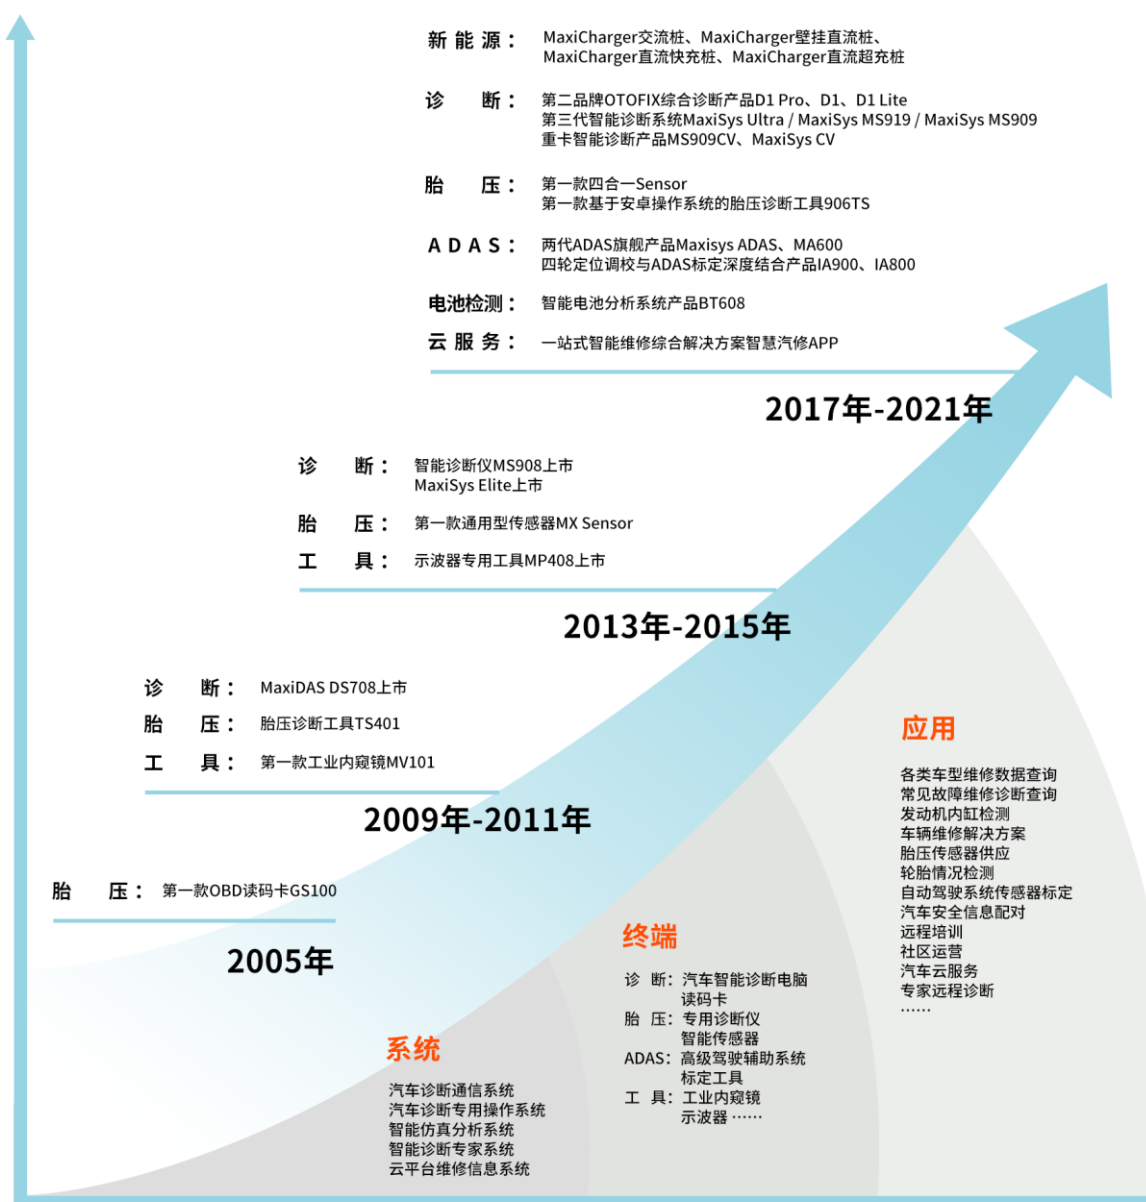 新能源：MaxiCharger交流桩、MaxiCharger壁挂直流桩、
MaxiCharger直流快充桩、MaxiCharger直流超充桩
诊断：第二品牌OTOFIX综合诊断产品D1 Pro、D1、D1 Lite
第三代智能诊断系统MaxiSys Ultra / MaxiSys MS919 / MaxiSys MS909
重卡智能诊断产品MS909CV、MaxiSys CV
胎压：第一款四合一Sensor
第一款基于安卓操作系统的胎压诊断工具906TS
ADAS：两代ADAS旗舰产品Maxisys ADAS、MA600
四轮定位调校与ADAS标定深度结合产品IA900、IA800
电池检测：智能电池分析系统产品BT608
云服务：一站式智能维修综合解决方案智慧汽修APP
2017年-2021年
诊断：智能诊断仪MS908上市
MaxiSys Elite上市
胎压：第一款通用型传感器MX Sensor
工具：示波器专用工具MP408上市
2013年-2015年
诊断：MaxiDAS DS708上市
胎压：胎压诊断工具TS401
工具：第一款工业内窥镜MV101
2009年-2011年
胎压：第一款OBD读码卡GS100
2005年
系统
汽车诊断通信系统
汽车诊断专用操作系统
智能仿真分析系统
智能诊断专家系统
云平台维修信息系统
终端
诊断：汽车智能诊断电脑
读码卡
胎压：专用诊断仪
智能传感器
ADAS：高级驾驶辅助系统
标定工具
工具：工业内窥镜
示波器……
应用
各类车型维修数据查询
常见故障维修诊断查询
发动机内缸检测
车辆维修解决方案
胎压传感器供应
轮胎情况检测
自动驾驶系统传感器标定
汽车安全信息配对
远程培训
社区运营
汽车云服务
专家远程诊断
……